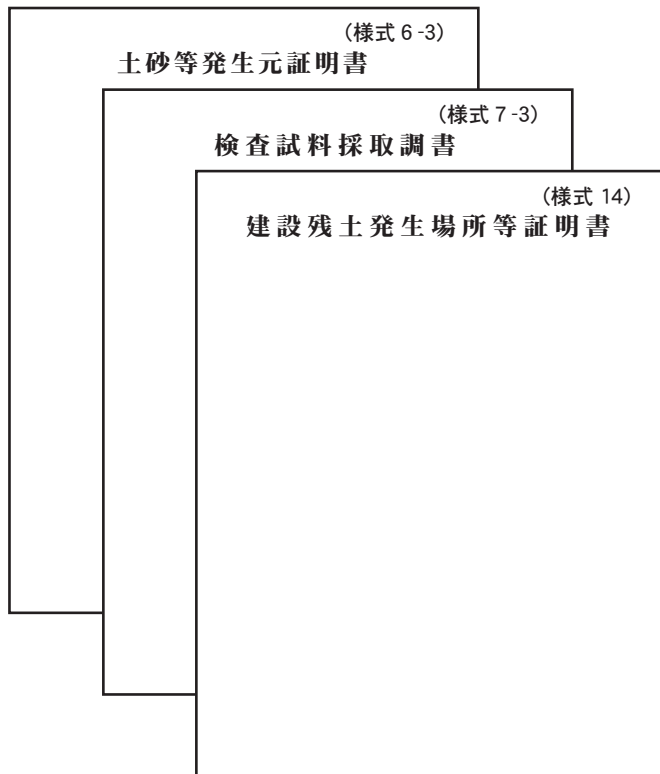 （様式 6 -3）
土砂等発生元証明書
（様式 7 -3）
検査試料採取調書
（様式 14）
建設残土発生場所等証明書